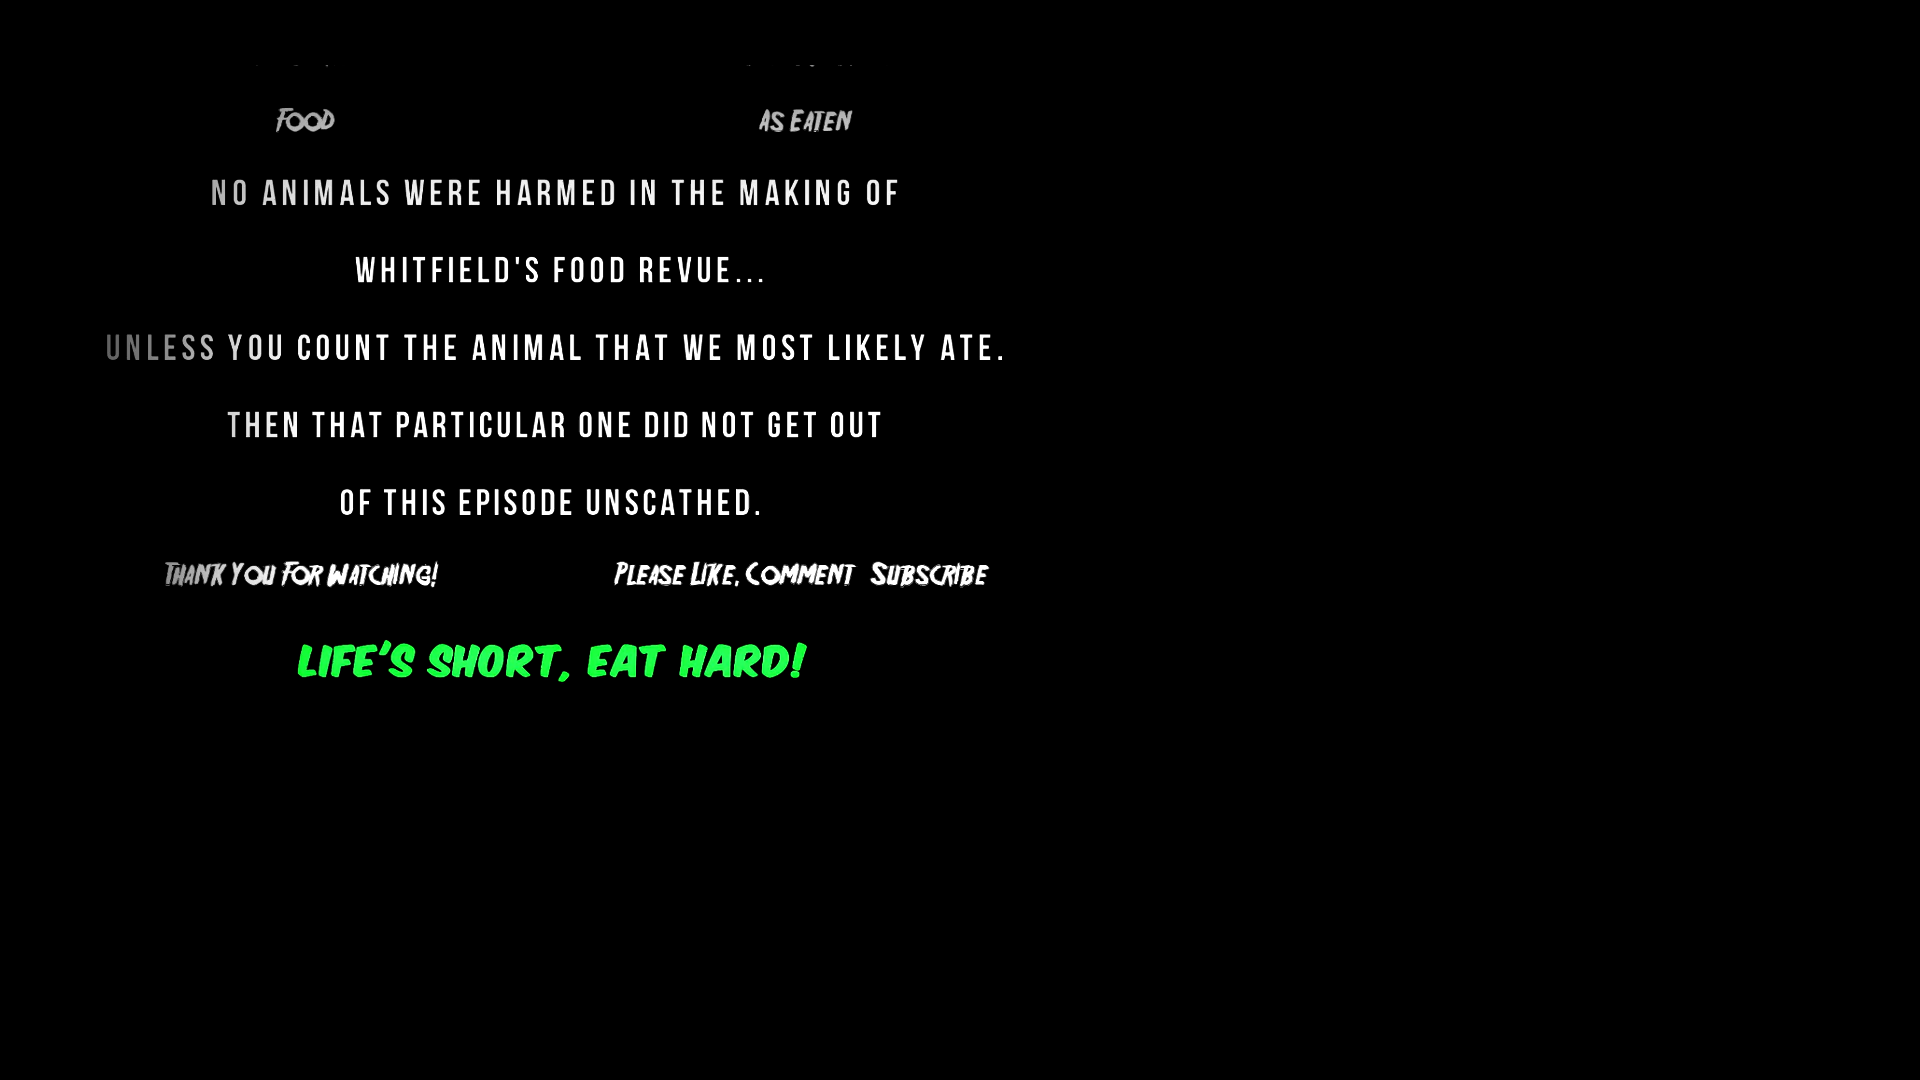 Food As Eaten
NO ANIMALS WERE HARMED IN THE MAKING OF
WHITFIELD'S FOOD REVUE...
UNLESS YOU COUNT THE ANIMAL THAT WE MOST LIKELY ATE.
THEN THAT PARTICULAR ONE DID NOT GET OUT
OF THIS EPISODE UNSCATHED.
Thank You For Watching! Please Like, Comment Subscribe
LIFE'S SHORT, EAT HARD!